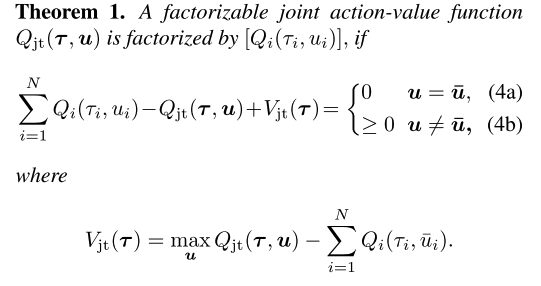 Theorem 1. A factorizable joint action-value function
Q_jt(τ, u) is factorized by [Q_i(τ_i, u_i)], if
∑_{i=1}^{N} Q_i(τ_i, u_i) − Q_jt(τ, u) + V_jt(τ) = { 0 u = ū, (4a)
≥ 0 u ≠ ū, (4b)
where
V_jt(τ) = max_u Q_jt(τ, u) − ∑_{i=1}^{N} Q_i(τ_i, ū_i).